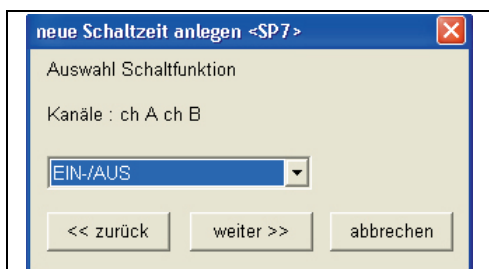 neue Schaltzeit anlegen <SP7>
Auswahl Schaltfunktion
Kanäle : ch A ch B
EIN-/AUS
<< zurück weiter >> abbrechen